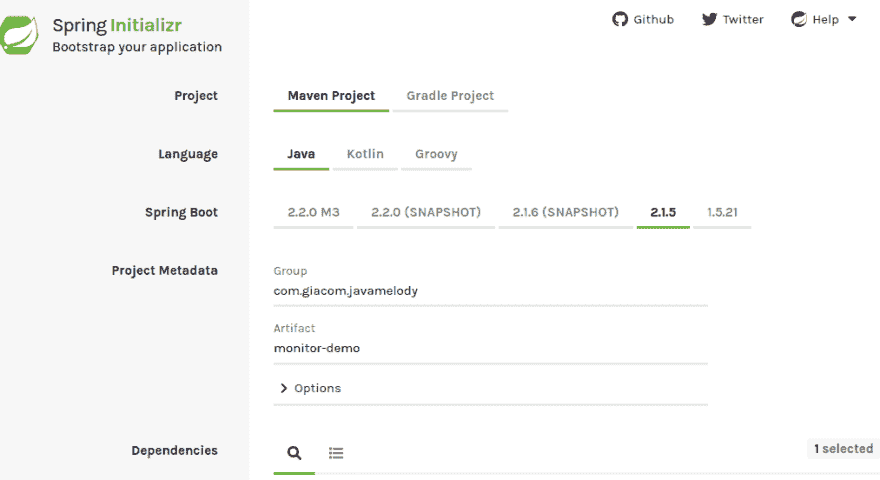 Spring Initializr
Bootstrap your application
Github
Twitter
Help
Project
Maven Project
Gradle Project
Language
Java
Kotlin
Groovy
Spring Boot
2.2.0 M3
2.2.0 (SNAPSHOT)
2.1.6 (SNAPSHOT)
2.1.5
1.5.21
Project Metadata
Group
com.giacom.javamelody
Artifact
monitor-demo
Options
Dependencies
1 selected